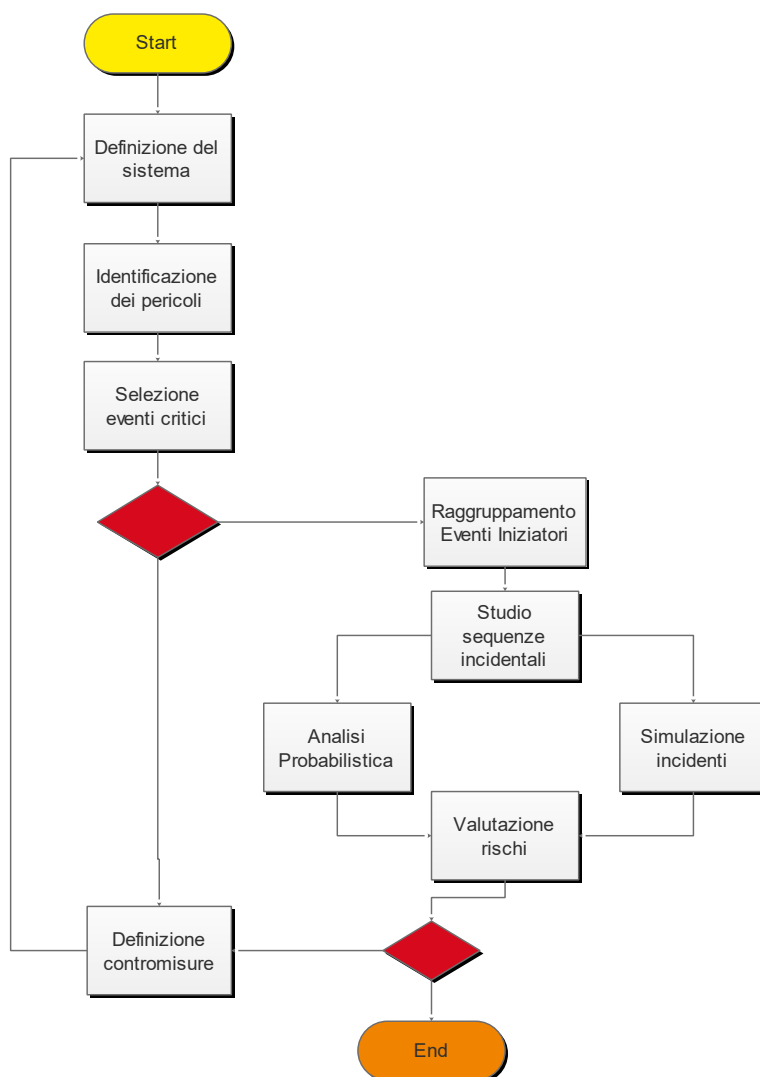 Start
Definizione del
sistema
Identificazione
dei pericoli
Selezione
eventi critici
Raggruppamento
Eventi Iniziatori
Studio
sequenze
incidentali
Analisi
Probabilistica
Simulazione
incidenti
Valutazione
rischi
Definizione
contromisure
End